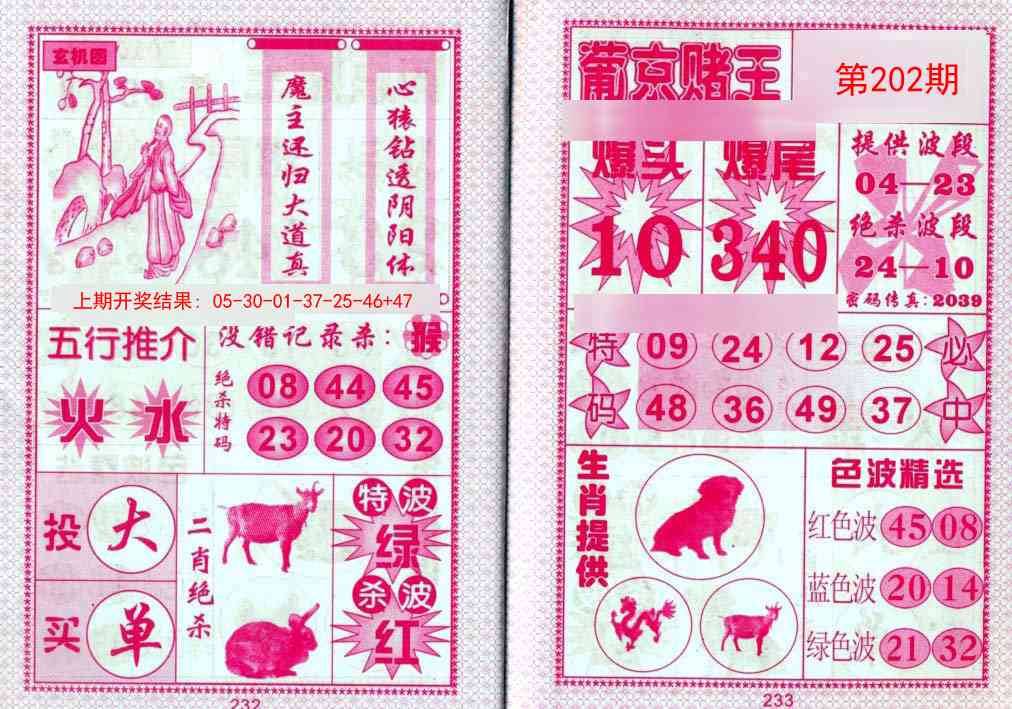 玄机图
心猿钻透阴阳体
魔主还归大道真
上期开奖结果：05-30-01-37-25-46+47
五行推介
火 水
没错记录杀：猴
绝杀特码
08 44 45
23 20 32
投 大
买 单
二肖绝杀
特波
绿
杀波
红
232
葡京赌王
第202期
爆头
10
爆尾
340
提供波段
04—23
绝杀波段
24—10
密码传真：2039
特码
09 24 12 25
48 36 49 37
必中
生肖提供
色波精选
红色波 45 08
蓝色波 20 14
绿色波 21 32
233